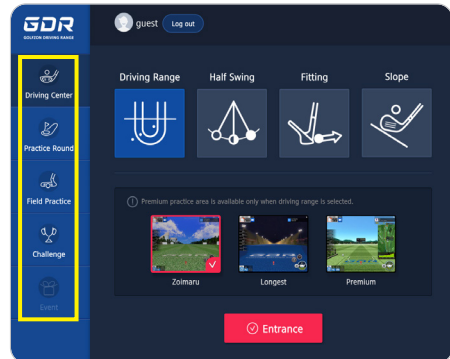 GDR
GOLFZON DRIVING RANGE
guest
Log out
Driving Center
Practice Round
Field Practice
Challenge
Event
Driving Range
Half Swing
Fitting
Slope
Premium practice area is available only when driving range is selected.
Zoimaru
Longest
Premium
Entrance